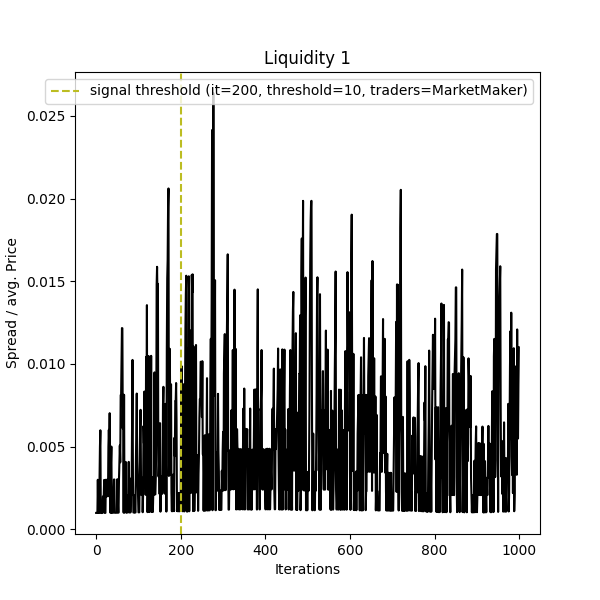 Liquidity 1
signal threshold (it=200, threshold=10, traders=MarketMaker)
Spread / avg. Price
0.025
0.020
0.015
0.010
0.005
0.000
0 200 400 600 800 1000
Iterations